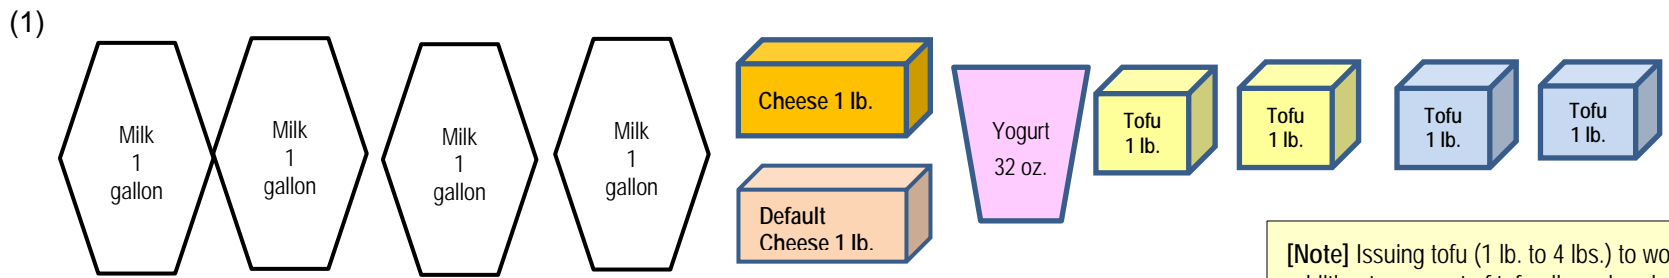 (1)
Milk
1
gallon
Milk
1
gallon
Milk
1
gallon
Milk
1
gallon
Cheese 1 lb.
Default
Cheese 1 lb.
Yogurt
32 oz.
Tofu
1 lb.
Tofu
1 lb.
Tofu
1 lb.
Tofu
1 lb.
[Note] Issuing tofu (1 lb. to 4 lbs.) to wo